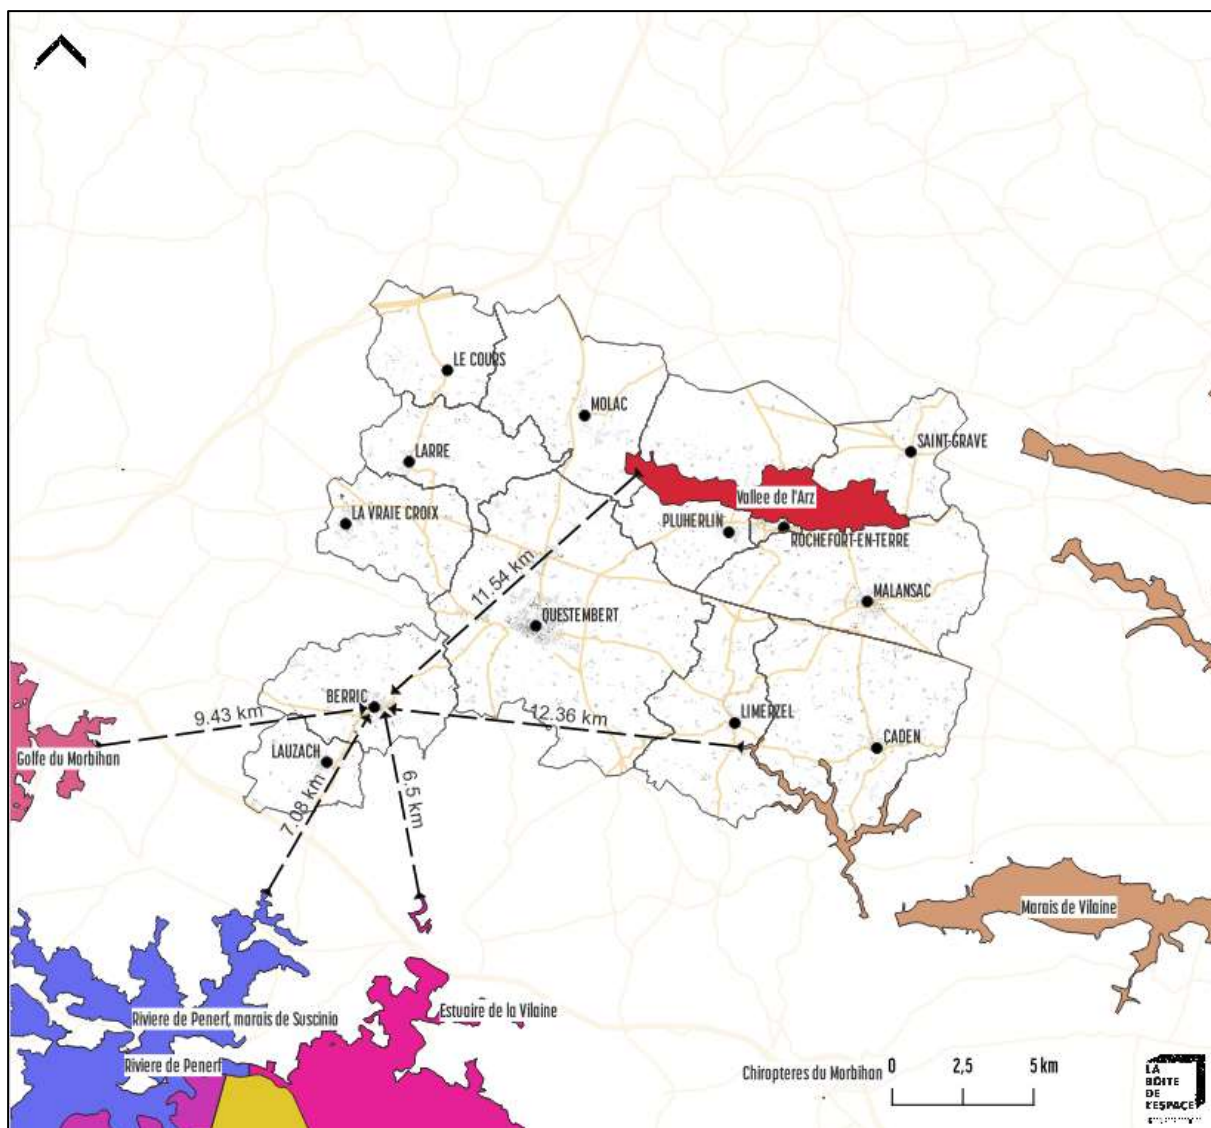 LE COURS
MOLAC
SAINT-GRAVE
LARRE
Vallee de l'Arz
LA VRAIE CROIX
PLUHERLIN
ROCHEFORT-EN-TERRE
11.54 km
MALANSAC
QUESTEMBERT
BERRIC
9.43 km
12.36 km
LIMERZEL
CADEN
Golfe du Morbihan
LAUZACH
7.08 km
6.5 km
Marais de Vilaine
Estuaire de la Vilaine
Riviere de Penerf, marais de Suscinio
Riviere de Penerf
Chiropteres du Morbihan
0 2,5 5 km
LA
BOITE
DE
L'ESPACE